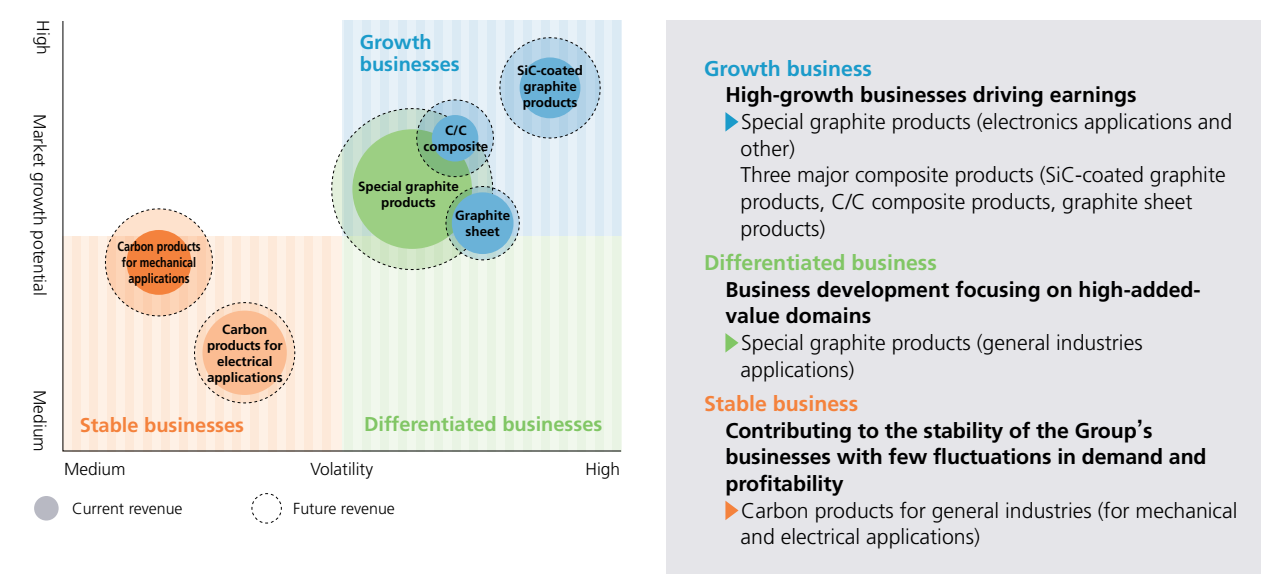 High
Market growth potential
Medium
Growth
businesses
SiC-coated
graphite
products
C/C
composite
Special graphite
products
Graphite
sheet
Carbon products
for mechanical
applications
Carbon
products for
electrical
applications
Stable businesses
Differentiated businesses
Medium
Volatility
High
Current revenue
Future revenue
Growth business
High-growth businesses driving earnings
Special graphite products (electronics applications and
other)
Three major composite products (SiC-coated graphite
products, C/C composite products, graphite sheet
products)
Differentiated business
Business development focusing on high-added-
value domains
Special graphite products (general industries
applications)
Stable business
Contributing to the stability of the Group’s
businesses with few fluctuations in demand and
profitability
Carbon products for general industries (for mechanical
and electrical applications)